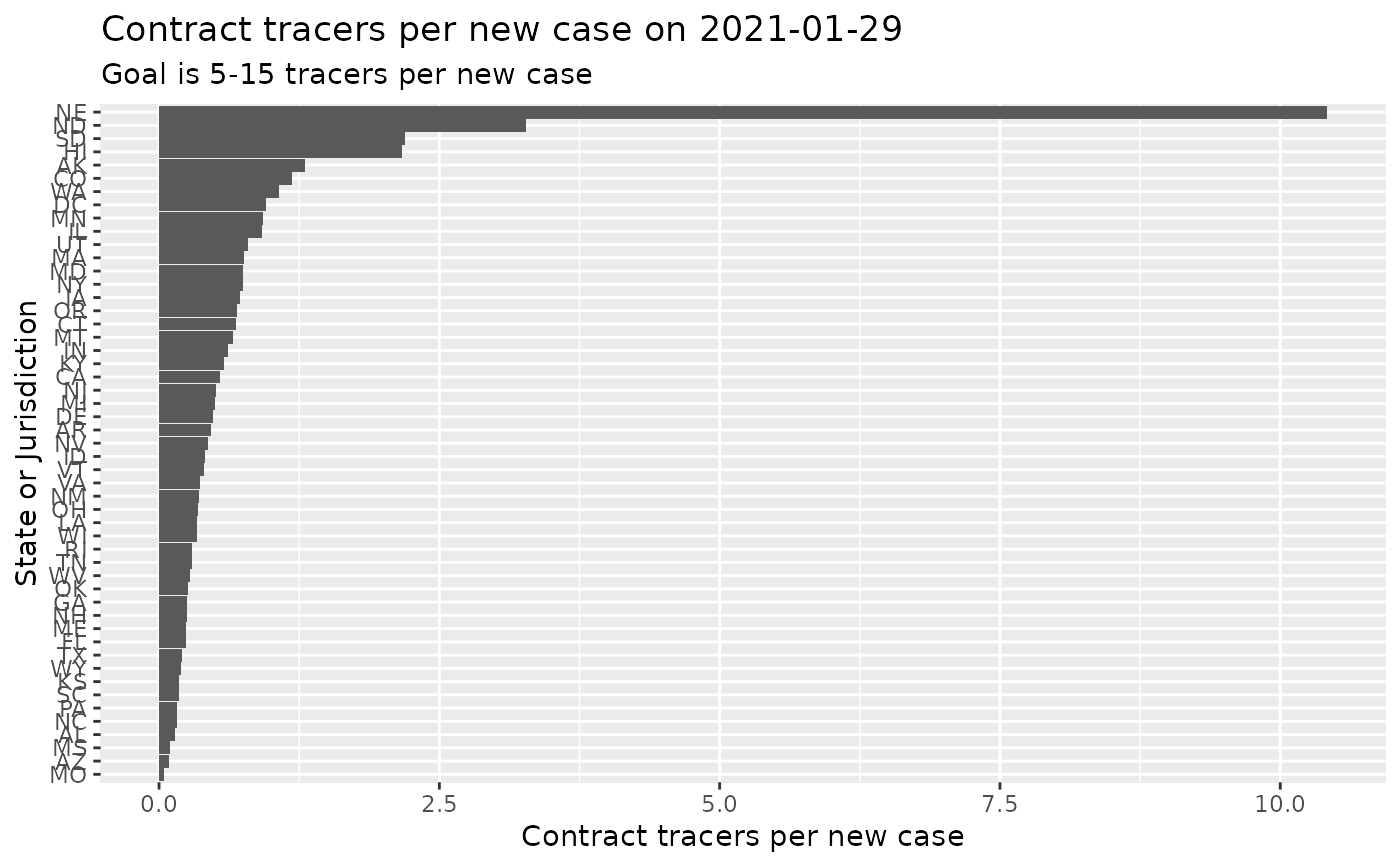 Contract tracers per new case on 2021-01-29
Goal is 5-15 tracers per new case
State or Jurisdiction
NE
ND
SD
HI
AK
CO
WA
DC
MN
IL
UT
MA
MD
NY
IA
OR
CT
MT
IN
KY
CA
NJ
MI
DE
AR
NV
ID
VT
VA
NM
OH
LA
WI
RI
TN
WV
OK
GA
NH
ME
FL
TX
WY
KS
SC
PA
NC
AL
MS
AZ
MO
0.0 2.5 5.0 7.5 10.0
Contract tracers per new case